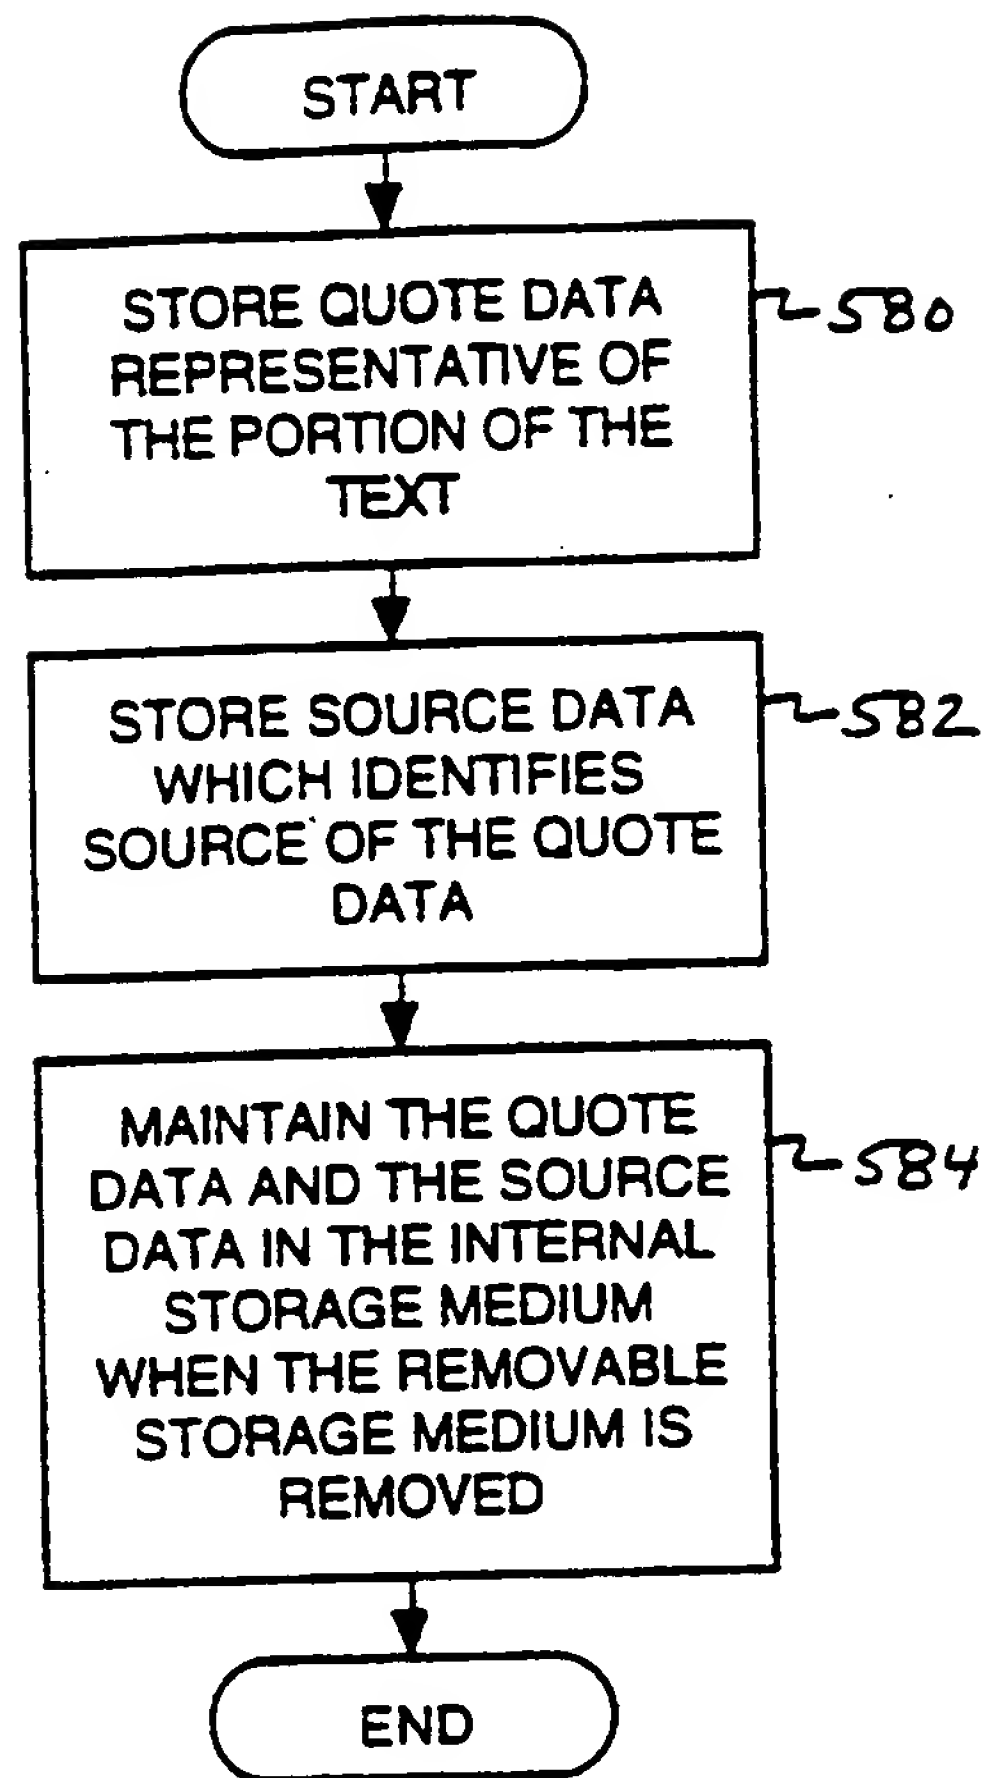 START
STORE QUOTE DATA
REPRESENTATIVE OF
THE PORTION OF THE
TEXT
580
STORE SOURCE DATA
WHICH IDENTIFIES
SOURCE OF THE QUOTE
DATA
582
MAINTAIN THE QUOTE
DATA AND THE SOURCE
DATA IN THE INTERNAL
STORAGE MEDIUM
WHEN THE REMOVABLE
STORAGE MEDIUM IS
REMOVED
584
END